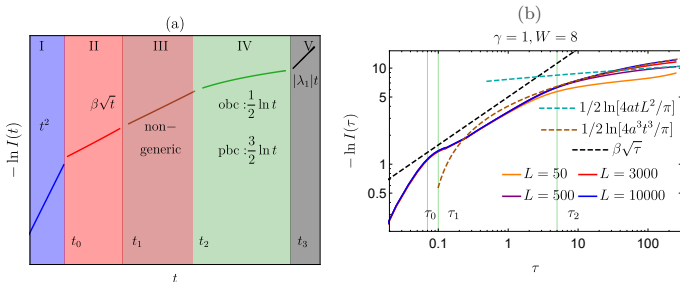 (a)
I II III IV V
β√t
|λ₁|t
t²
obc : 1/2 ln t
non-
generic
pbc : 3/2 ln t
t₀ t₁ t₂ t₃
− ln I(t)
t
(b)
γ = 1, W = 8
10
5
1
0.5
− ln I(τ)
1/2 ln[4atL²/π]
1/2 ln[4a³t³/π]
β√τ
L = 50 L = 3000
L = 500 L = 10000
τ₀ τ₁ τ₂
0.1 1 10 100
τ